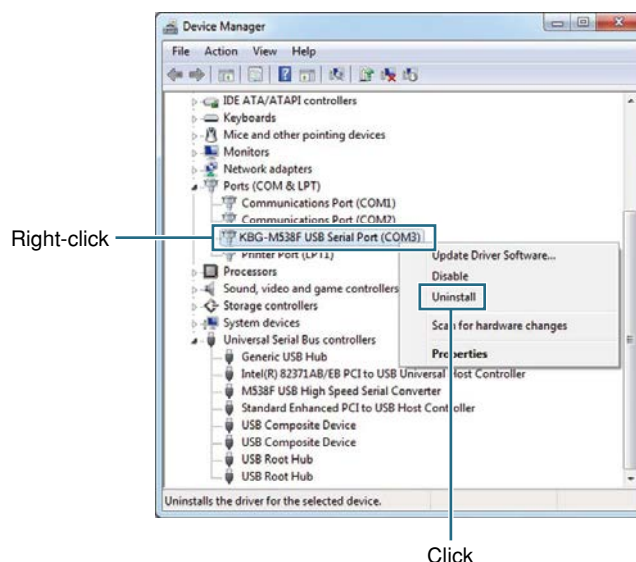 Device Manager
File Action View Help
IDE ATA/ATAPI controllers
Keyboards
Mice and other pointing devices
Monitors
Network adapters
Ports (COM & LPT)
Communications Port (COM1)
Communications Port (COM2)
Right-click
KBG-M538F USB Serial Port (COM3)
Printer Port (LPT1)
Update Driver Software...
Processors
Disable
Sound, video and game controllers
Uninstall
Storage controllers
System devices
Scan for hardware changes
Universal Serial Bus controllers
Generic USB Hub
Properties
Intel(R) 82371AB/EB PCI to USB Universal Host Controller
M538F USB High Speed Serial Converter
Standard Enhanced PCI to USB Host Controller
USB Composite Device
USB Composite Device
USB Root Hub
USB Root Hub
Uninstalls the driver for the selected device.
Click